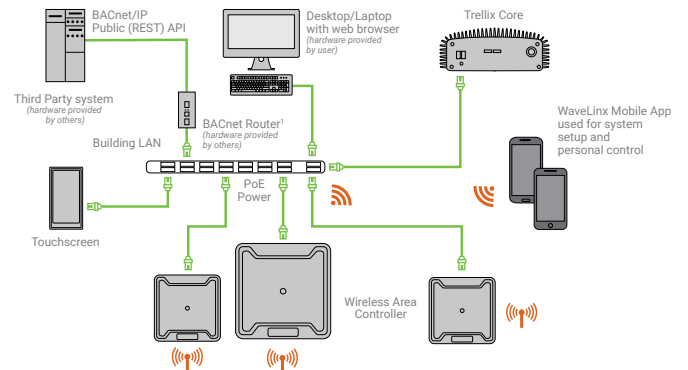 BACnet/IP
Public (REST) API
Desktop/Laptop
with web browser
(hardware provided
by user)
Trellix Core
Third Party system
(hardware provided
by others)
BACnet Router¹
(hardware provided
by others)
Building LAN
WaveLinx Mobile App
used for system
setup and
personal control
PoE
Power
Touchscreen
Wireless Area
Controller